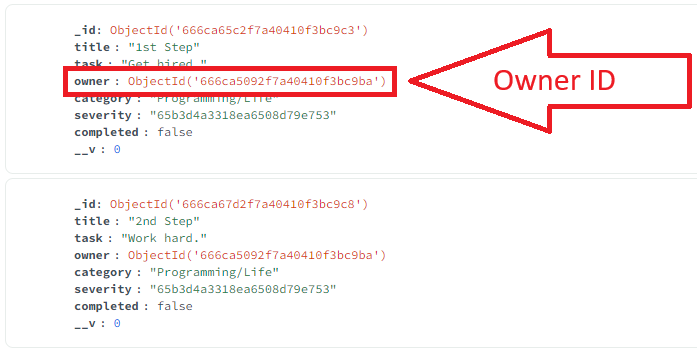 _id: ObjectId('666ca65c2f7a40410f3bc9c3')
title : "1st Step"
task : "Get hired."
owner : ObjectId('666ca5092f7a40410f3bc9ba')
Owner ID
category : "Programming/Life"
severity : "65b3d4a3318ea6508d79e753"
completed : false
__v : 0
_id: ObjectId('666ca67d2f7a40410f3bc9c8')
title : "2nd Step"
task : "Work hard."
owner : ObjectId('666ca5092f7a40410f3bc9ba')
category : "Programming/Life"
severity : "65b3d4a3318ea6508d79e753"
completed : false
__v : 0